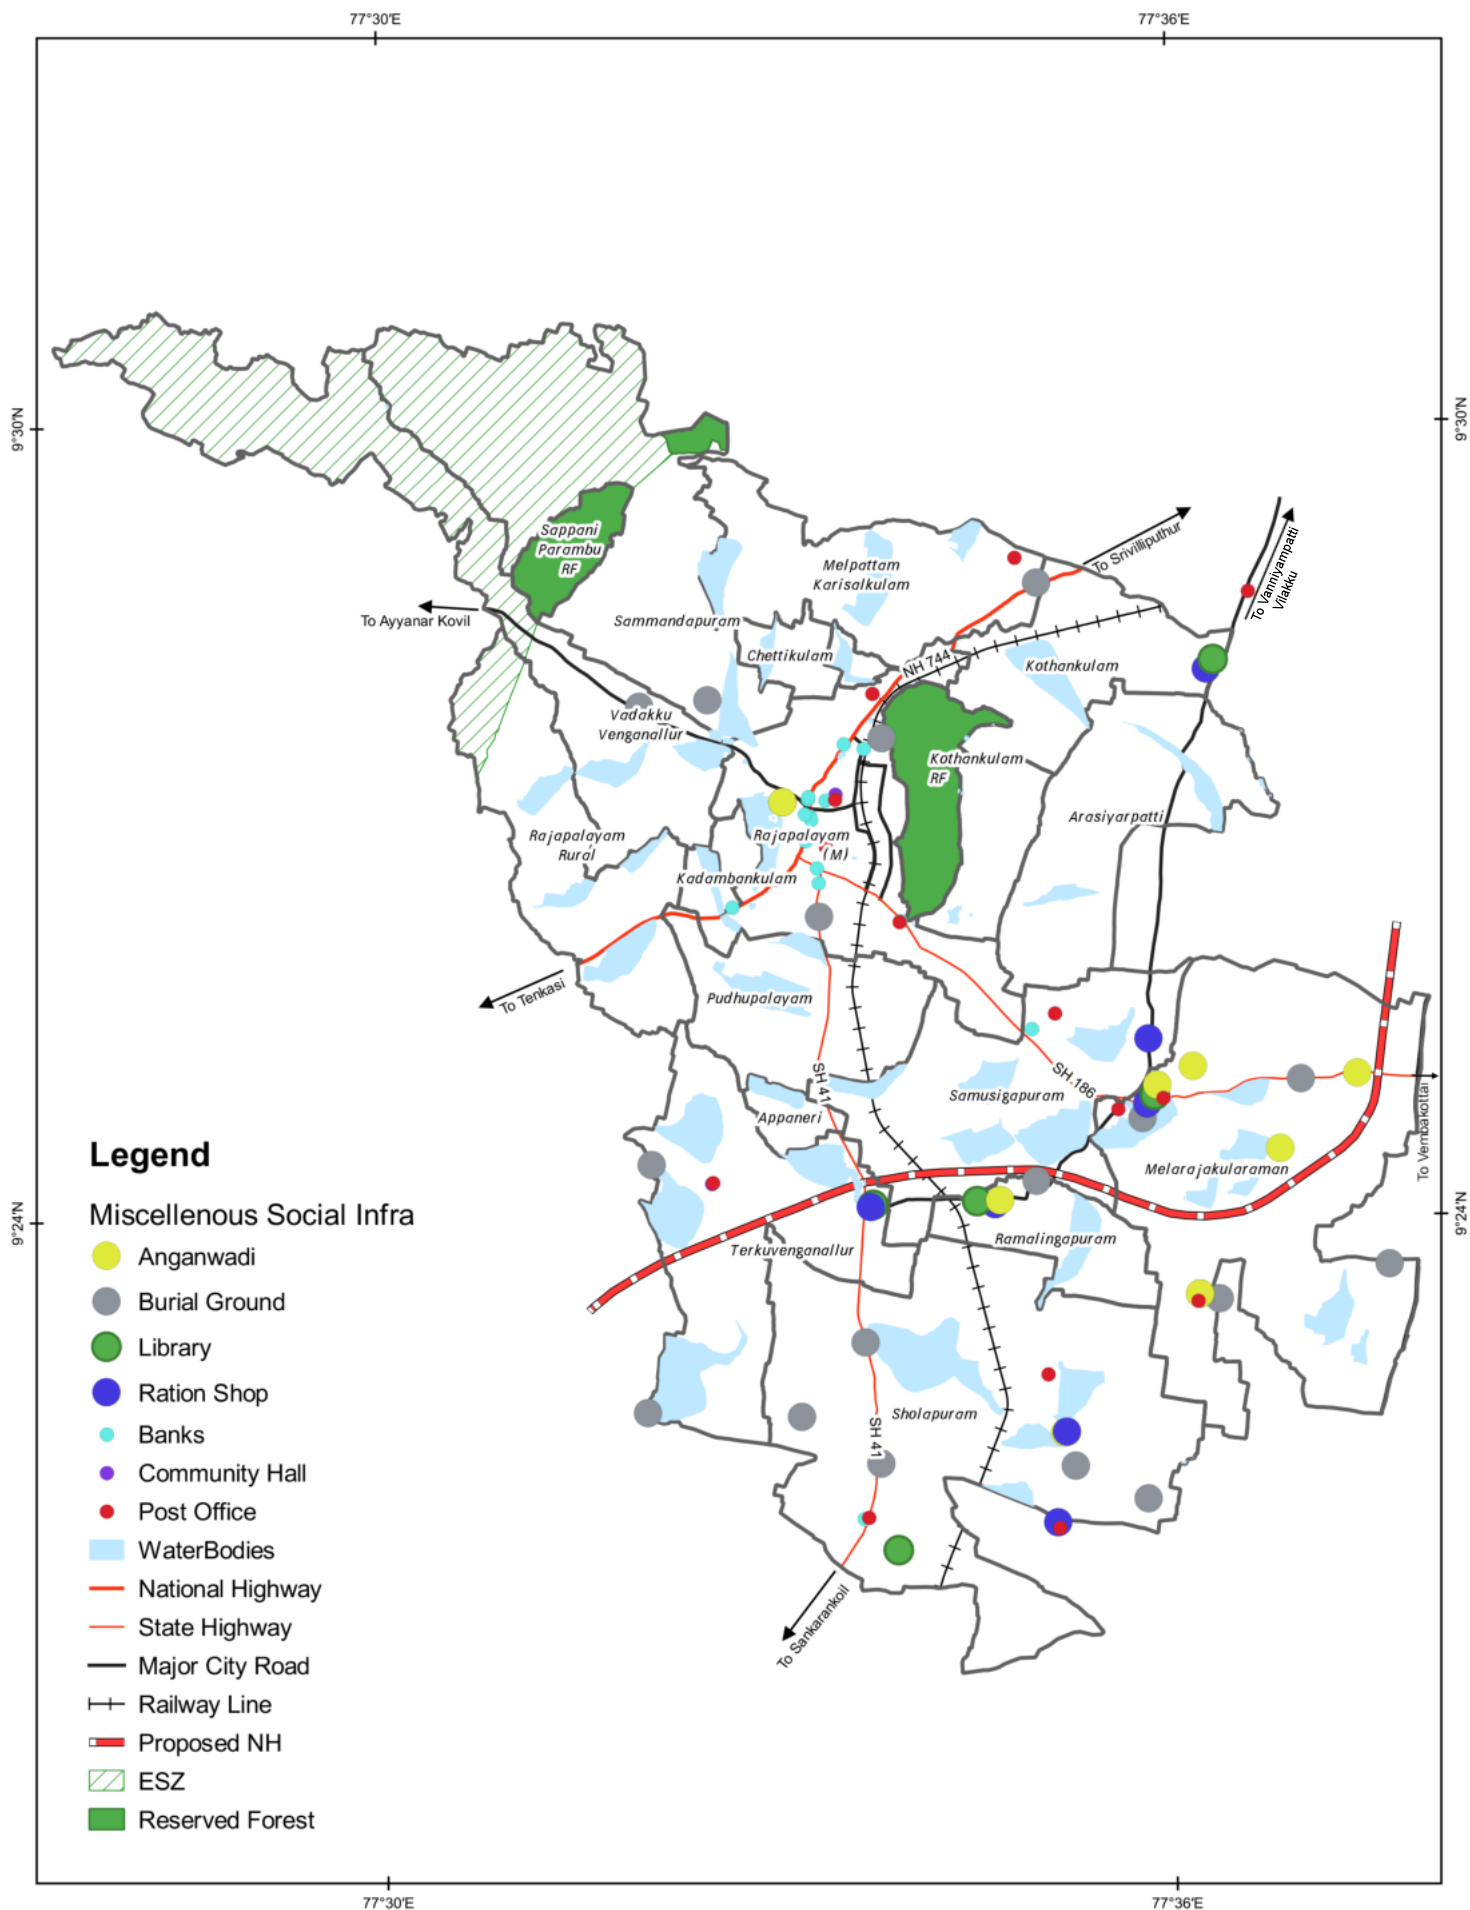 77°30′E
77°36′E
9°30′N
9°30′N
Sappani
Parambu
RF
To Srivilliputhur
To Vanniyampatti
Vilakku
Melpattam
Karisalkulam
To Ayyanar Kovil
Sammandapuram
Chettikulam
NH 744
Kothankulam
Vadakku
Venganallur
Kothankulam
RF
Arasiyarpatti
Rajapalayam
Rural
Rajapalayam
(M)
Kadambankulam
To Tenkasi
Pudhupalayam
SH 41
SH 186
Samusigapuram
Appaneri
To Vembakottai
Melarajakularaman
Legend
Miscellenous Social Infra
9°24′N
9°24′N
Terkuvenganallur
Ramalingapuram
Anganwadi
Burial Ground
Library
Ration Shop
Banks
Community Hall
Post Office
WaterBodies
National Highway
State Highway
Major City Road
Railway Line
Proposed NH
ESZ
Reserved Forest
Sholapuram
SH 41
To Sankarankoil
77°30′E
77°36′E